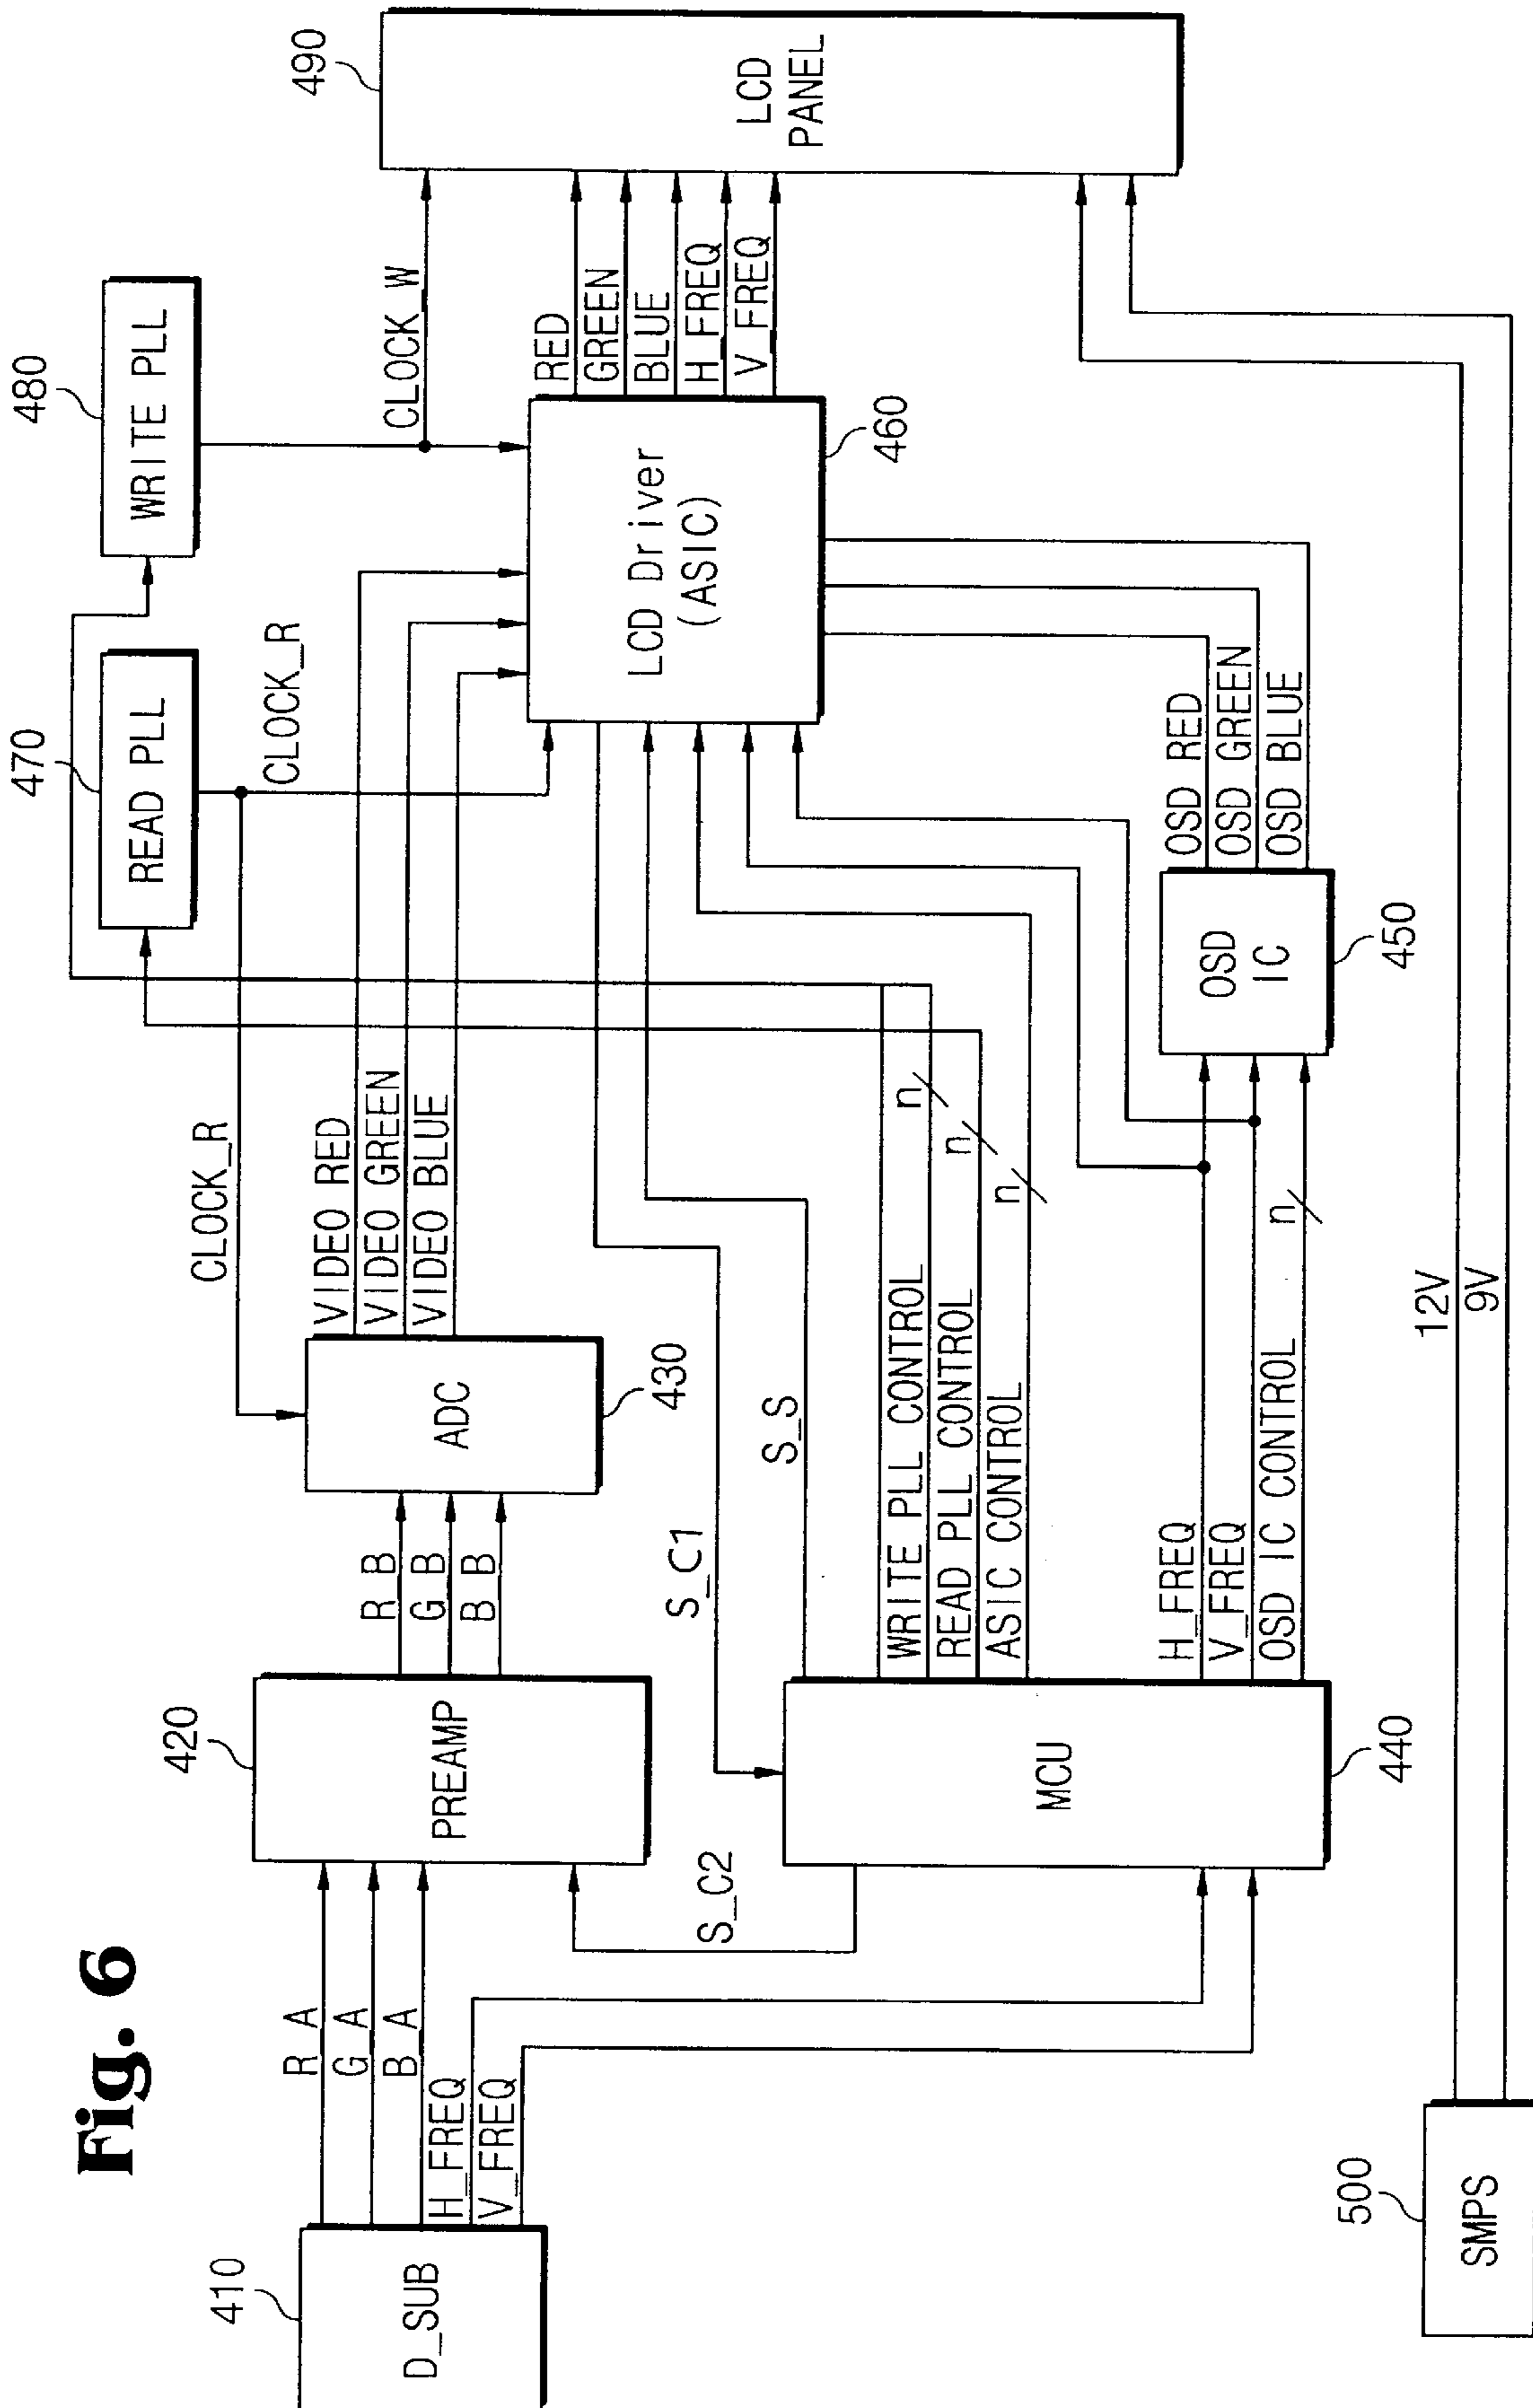 Fig. 6
410
D_SUB
R_A
G_A
B_A
H_FREQ
V_FREQ
420
PREAMP
S_C2
R_B
G_B
B_B
430
ADC
CLOCK_R
VIDEO RED
VIDEO GREEN
VIDEO BLUE
470
READ PLL
CLOCK_R
480
WRITE PLL
CLOCK_W
S_C1
S_S
440
MCU
WRITE PLL CONTROL
n
READ PLL CONTROL
n
ASIC CONTROL
n
H_FREQ
V_FREQ
OSD IC CONTROL
n
450
OSD
IC
OSD RED
OSD GREEN
OSD BLUE
LCD Driver
(ASIC)
460
RED
GREEN
BLUE
H_FREQ
V_FREQ
490
LCD
PANEL
500
SMPS
12V
9V